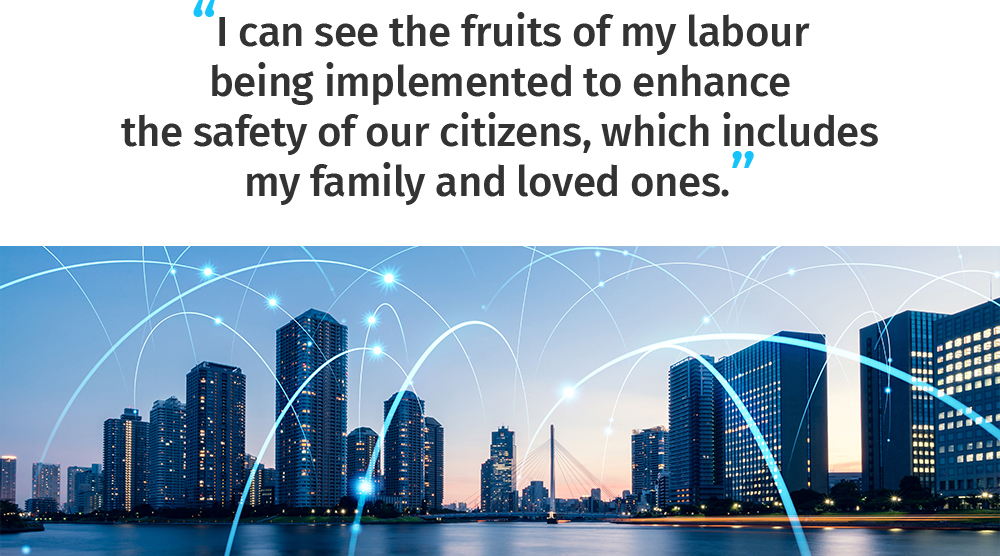 “I can see the fruits of my labour
being implemented to enhance
the safety of our citizens, which includes
my family and loved ones.”